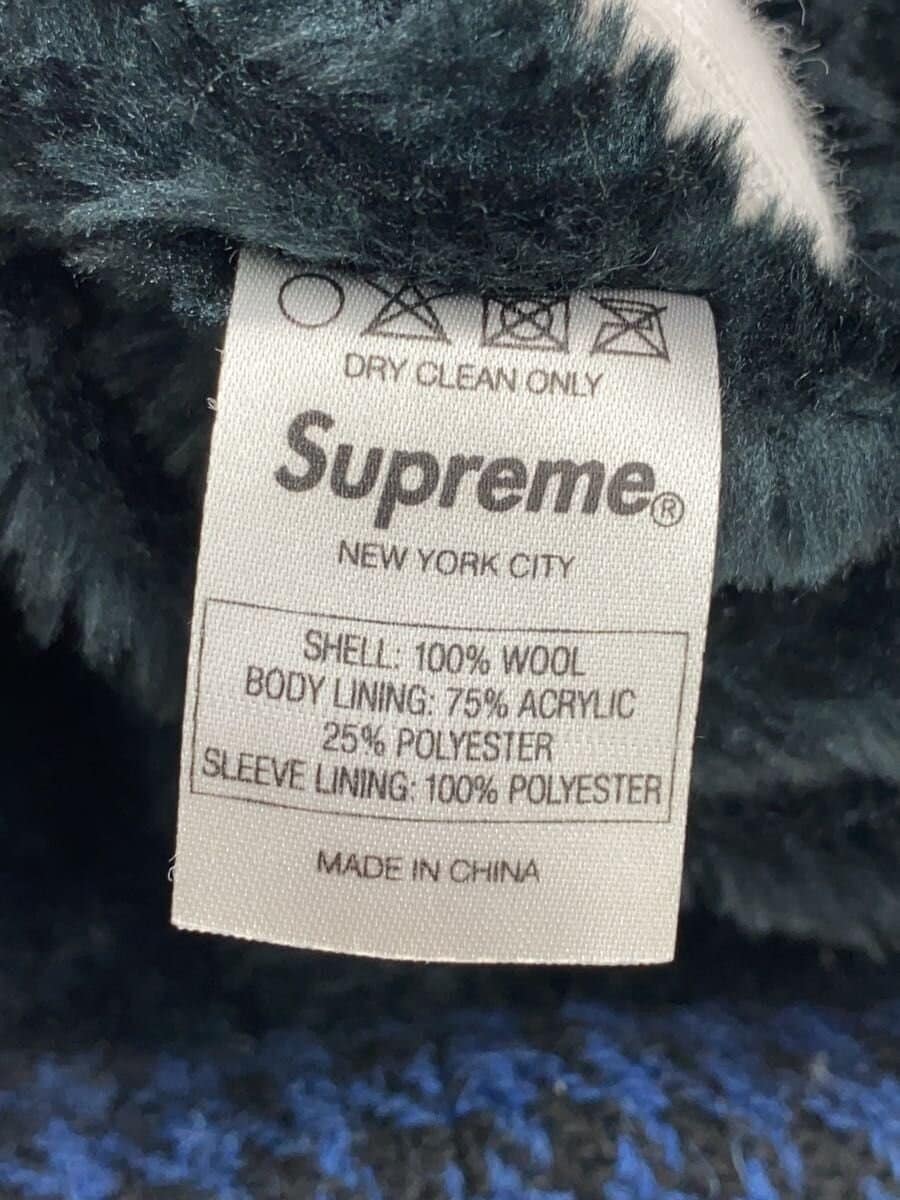 DRY CLEAN ONLY
Supreme®
NEW YORK CITY
SHELL: 100% WOOL
BODY LINING: 75% ACRYLIC
25% POLYESTER
SLEEVE LINING: 100% POLYESTER
MADE IN CHINA